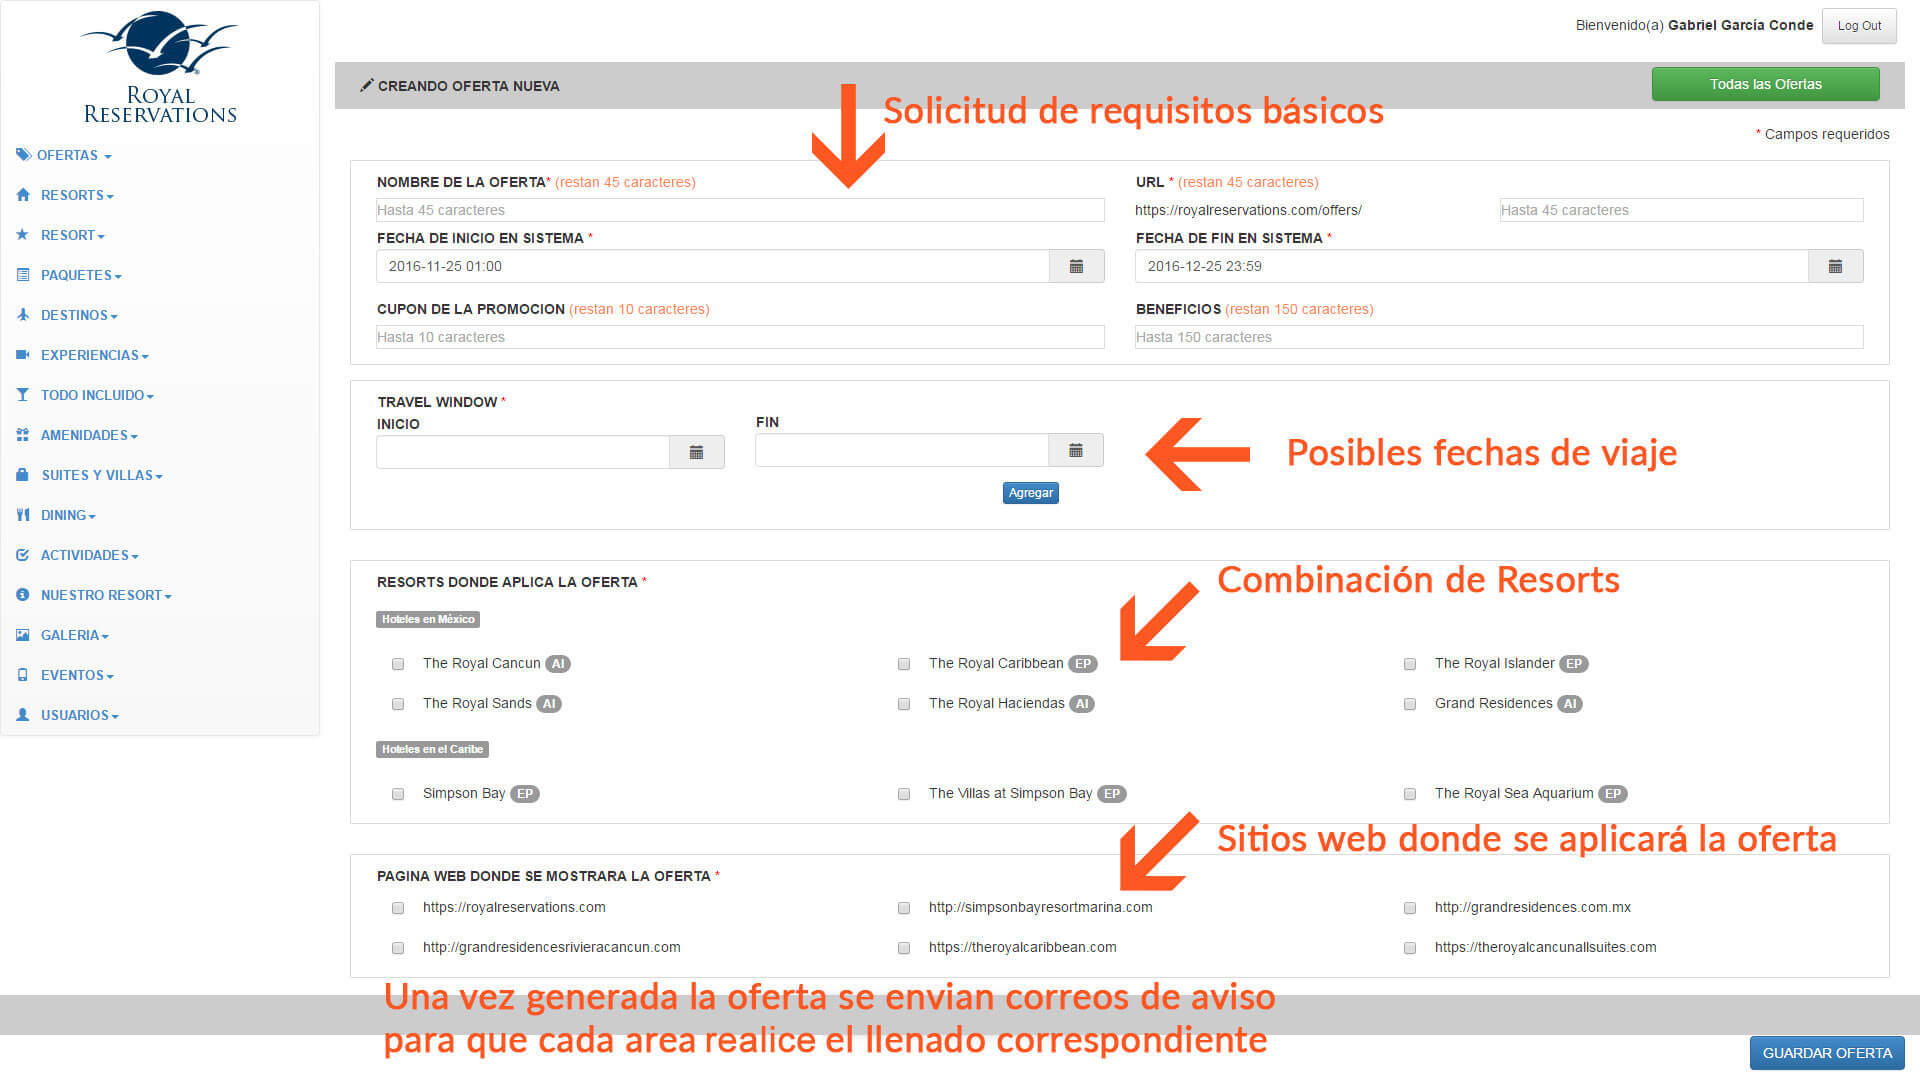 Bienvenido(a) Gabriel García Conde Log Out
ROYAL
RESERVATIONS
OFERTAS
RESORTS
RESORT
PAQUETES
DESTINOS
EXPERIENCIAS
TODO INCLUIDO
AMENIDADES
SUITES Y VILLAS
DINING
ACTIVIDADES
NUESTRO RESORT
GALERIA
EVENTOS
USUARIOS
CREANDO OFERTA NUEVA
Todas las Ofertas
Solicitud de requisitos básicos
* Campos requeridos
NOMBRE DE LA OFERTA* (restan 45 caracteres)
Hasta 45 caracteres
URL * (restan 45 caracteres)
https://royalreservations.com/offers/ Hasta 45 caracteres
FECHA DE INICIO EN SISTEMA *
2016-11-25 01:00
FECHA DE FIN EN SISTEMA *
2016-12-25 23:59
CUPON DE LA PROMOCION (restan 10 caracteres)
Hasta 10 caracteres
BENEFICIOS (restan 150 caracteres)
Hasta 150 caracteres
TRAVEL WINDOW *
INICIO
FIN
Agregar
Posibles fechas de viaje
RESORTS DONDE APLICA LA OFERTA *
Combinación de Resorts
Hoteles en México
The Royal Cancun AI
The Royal Caribbean EP
The Royal Islander EP
The Royal Sands AI
The Royal Haciendas AI
Grand Residences AI
Hoteles en el Caribe
Simpson Bay EP
The Villas at Simpson Bay EP
The Royal Sea Aquarium EP
Sitios web donde se aplicará la oferta
PAGINA WEB DONDE SE MOSTRARA LA OFERTA *
https://royalreservations.com
http://simpsonbayresortmarina.com
http://grandresidences.com.mx
http://grandresidencesrivieracancun.com
https://theroyalcaribbean.com
https://theroyalcancunallsuites.com
Una vez generada la oferta se envian correos de aviso
para que cada area realice el llenado correspondiente
GUARDAR OFERTA